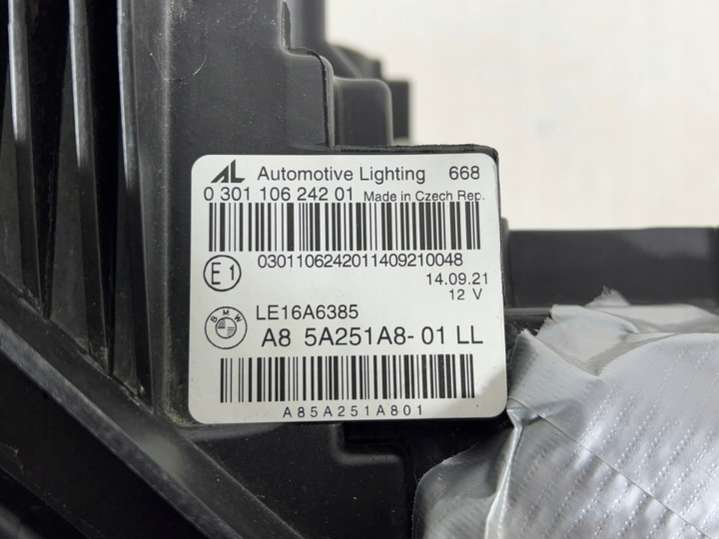 AL Automotive Lighting 668
0 301 106 242 01 Made in Czech Rep.
0301106242011409210048
E1
14.09.21
12 V
BMW
LE16A6385
A8 5A251A8-01 LL
A85A251A801